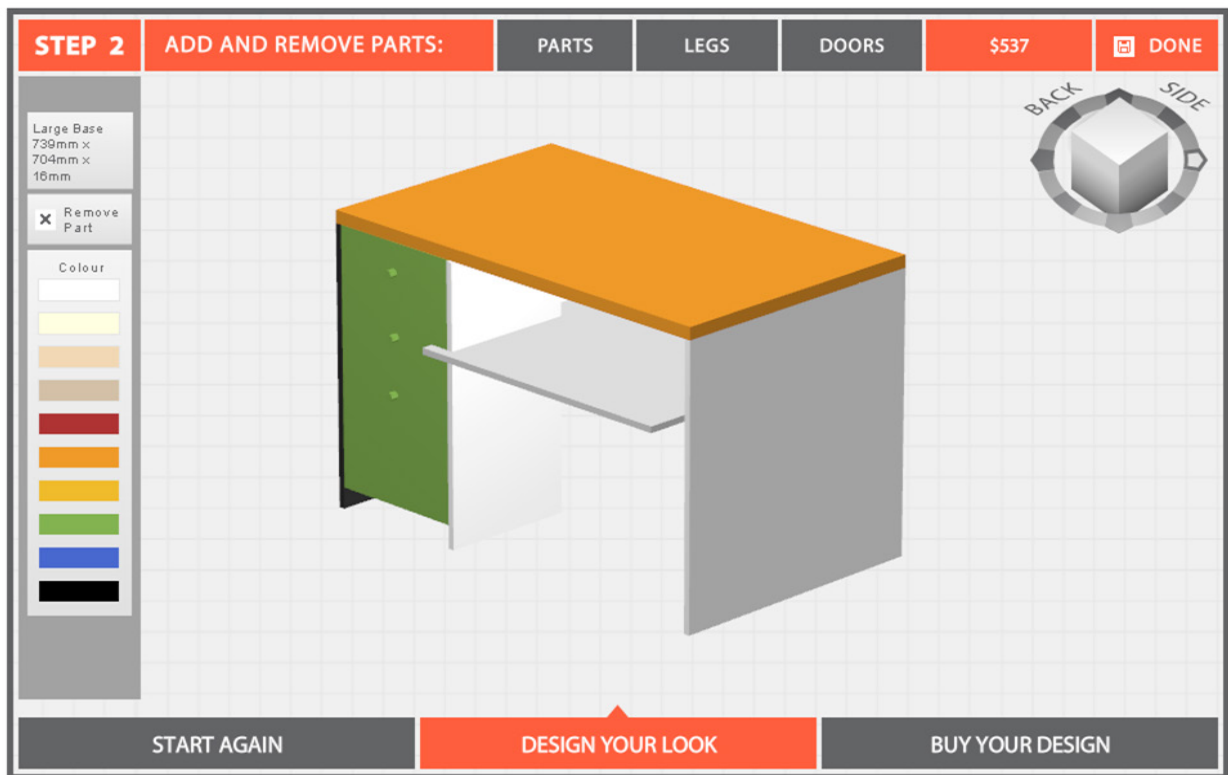 STEP 2
ADD AND REMOVE PARTS:
PARTS
LEGS
DOORS
$537
DONE
BACK
SIDE
Large Base
739mm x
704mm x
16mm
Remove
Part
Colour
START AGAIN
DESIGN YOUR LOOK
BUY YOUR DESIGN